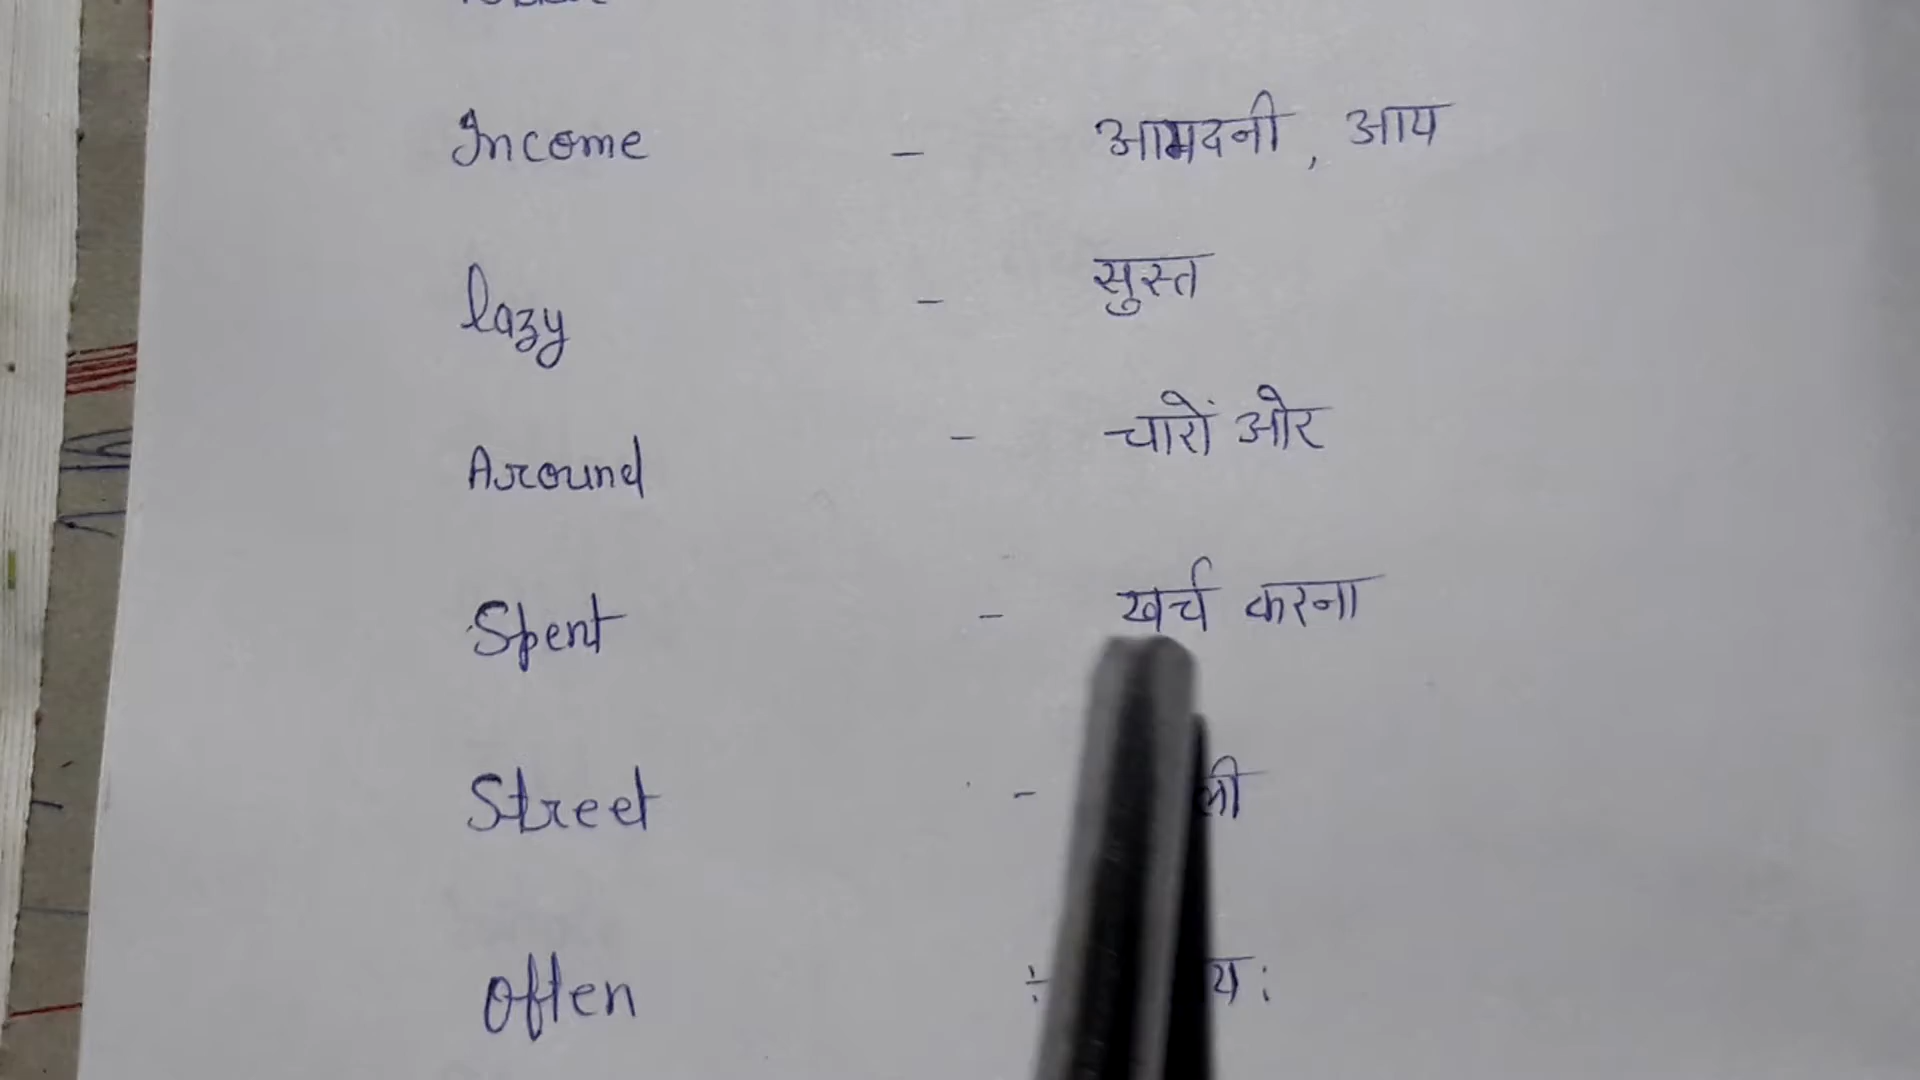 Income - आमदनी, आय
lazy - सुस्त
Around - चारों ओर
Spent - खर्च करना
Street -
Often ÷